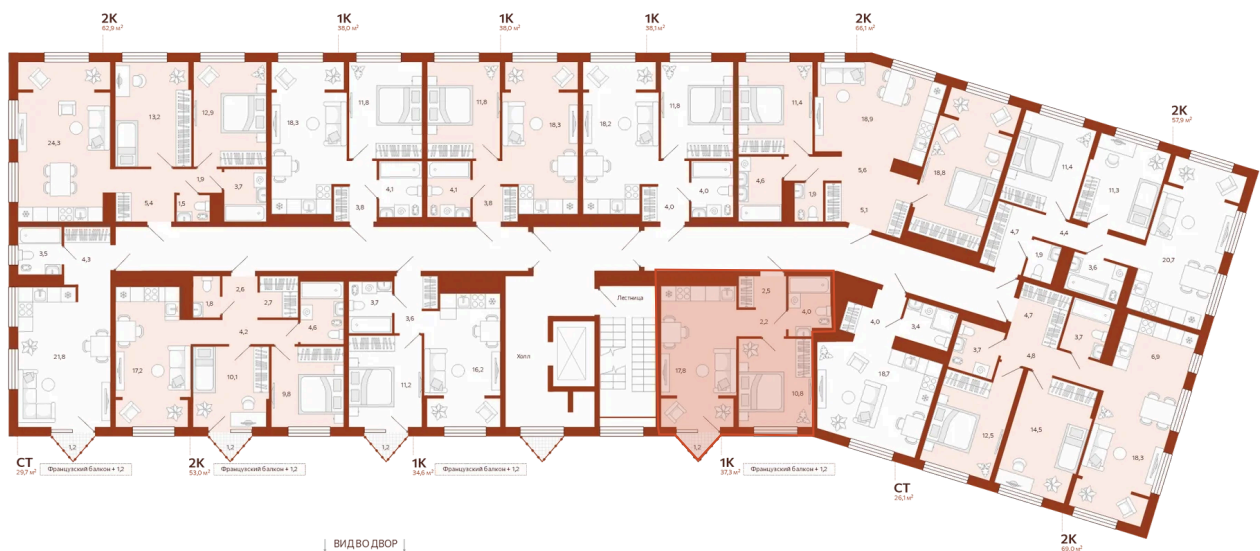 2К
62,9 м²
1К
38,0 м²
1К
38,0 м²
1К
38,1 м²
2К
66,1 м²
2К
57,9 м²
24,3
13,2
12,9
1,9
3,7
1,5
5,4
18,3
11,8
4,1
3,8
11,8
4,1
3,8
18,3
18,2
11,8
4,0
4,0
11,4
4,6
1,9
18,9
5,6
5,1
18,8
11,4
4,7
4,4
1,9
11,3
3,6
20,7
3,5
4,3
21,8
1,2
17,2
1,8
2,6
2,7
4,2
4,6
10,1
9,8
1,2
3,7
3,6
11,2
16,2
1,2
Холл
Лестница
17,8
2,5
2,2
4,0
10,8
1,2
4,0
3,4
18,7
3,7
4,7
4,8
3,7
12,5
14,5
6,9
18,3
СТ
29,7 м²
Французский балкон + 1,2
2К
53,0 м²
Французский балкон + 1,2
1К
34,6 м²
Французский балкон + 1,2
1К
37,3 м²
Французский балкон + 1,2
СТ
26,1 м²
2К
69,0 м²
ВИД ВО ДВОР